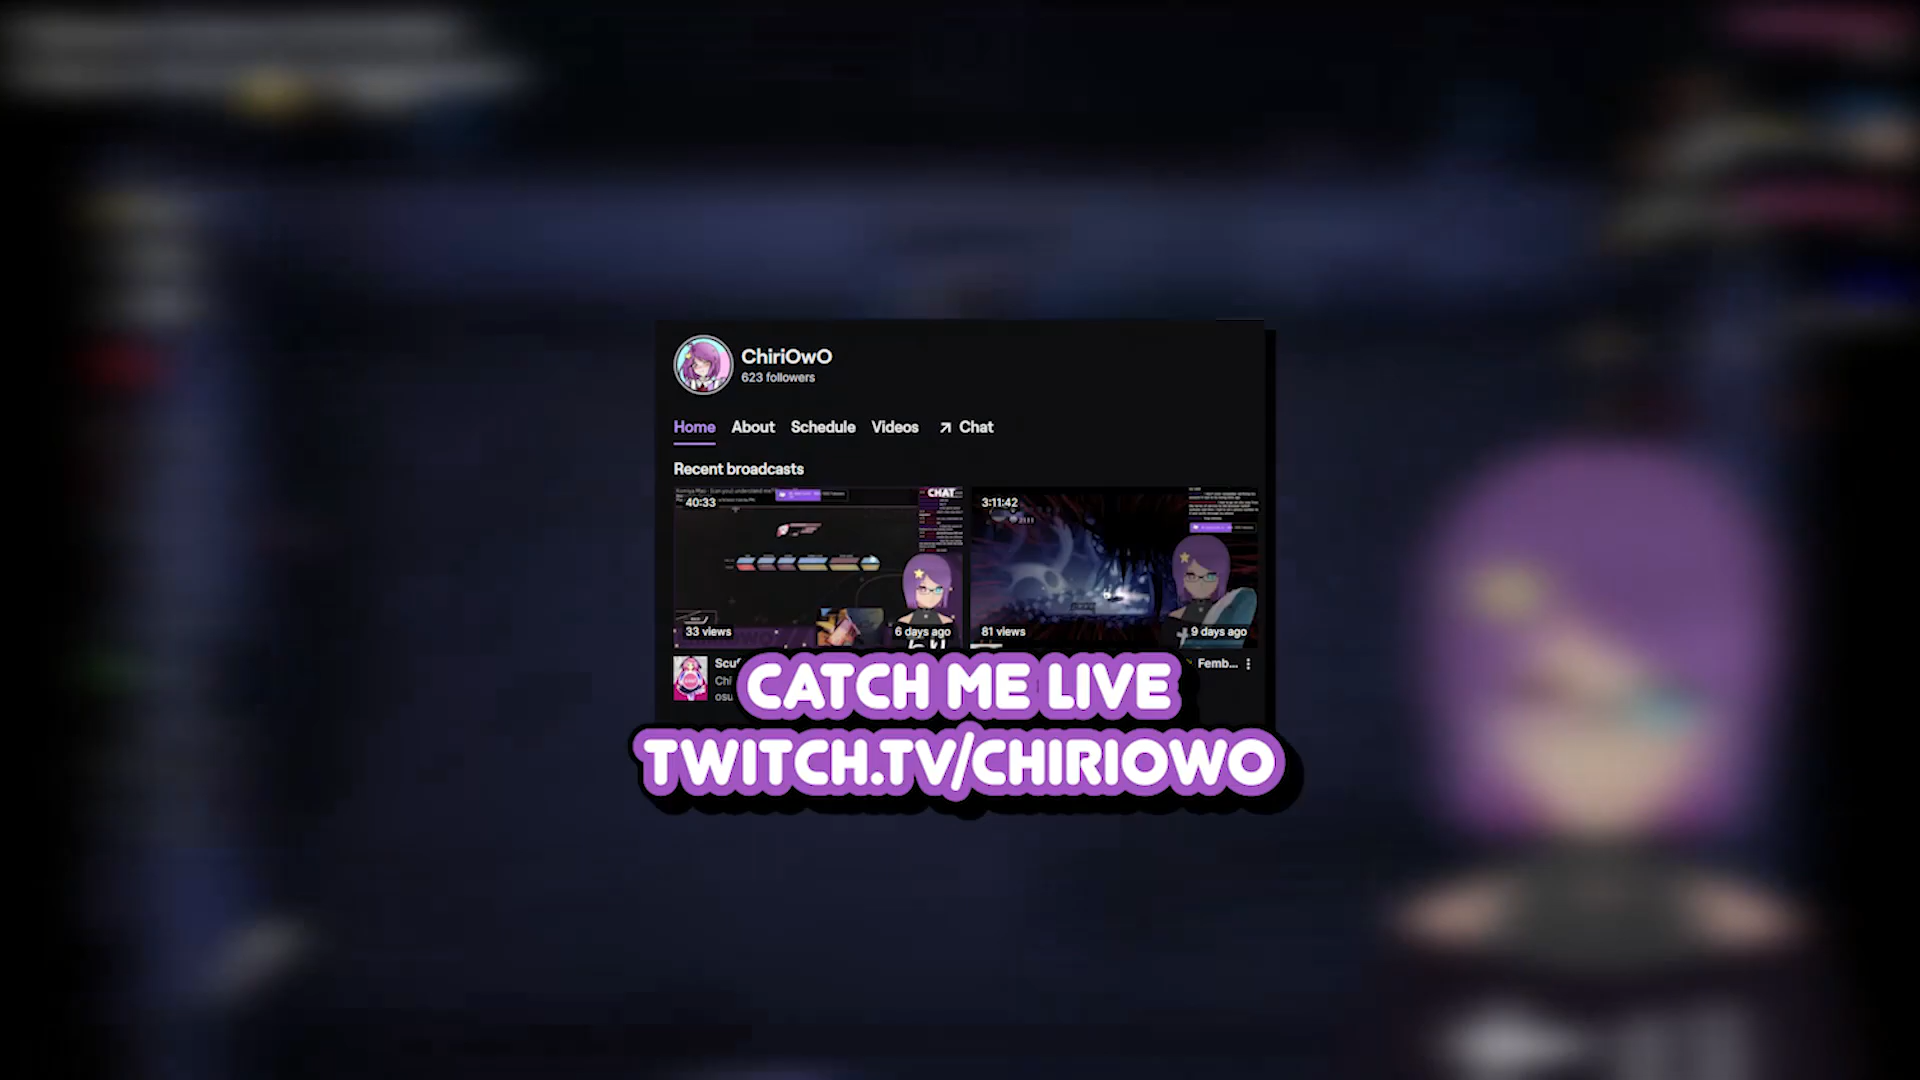 ChiriOwO
623 followers
Home About Schedule Videos Chat
Recent broadcasts
40:33
CHAT
3:11:42
33 views
6 days ago
81 views
9 days ago
Femb...
CATCH ME LIVE
TWITCH.TV/CHIRIOWO